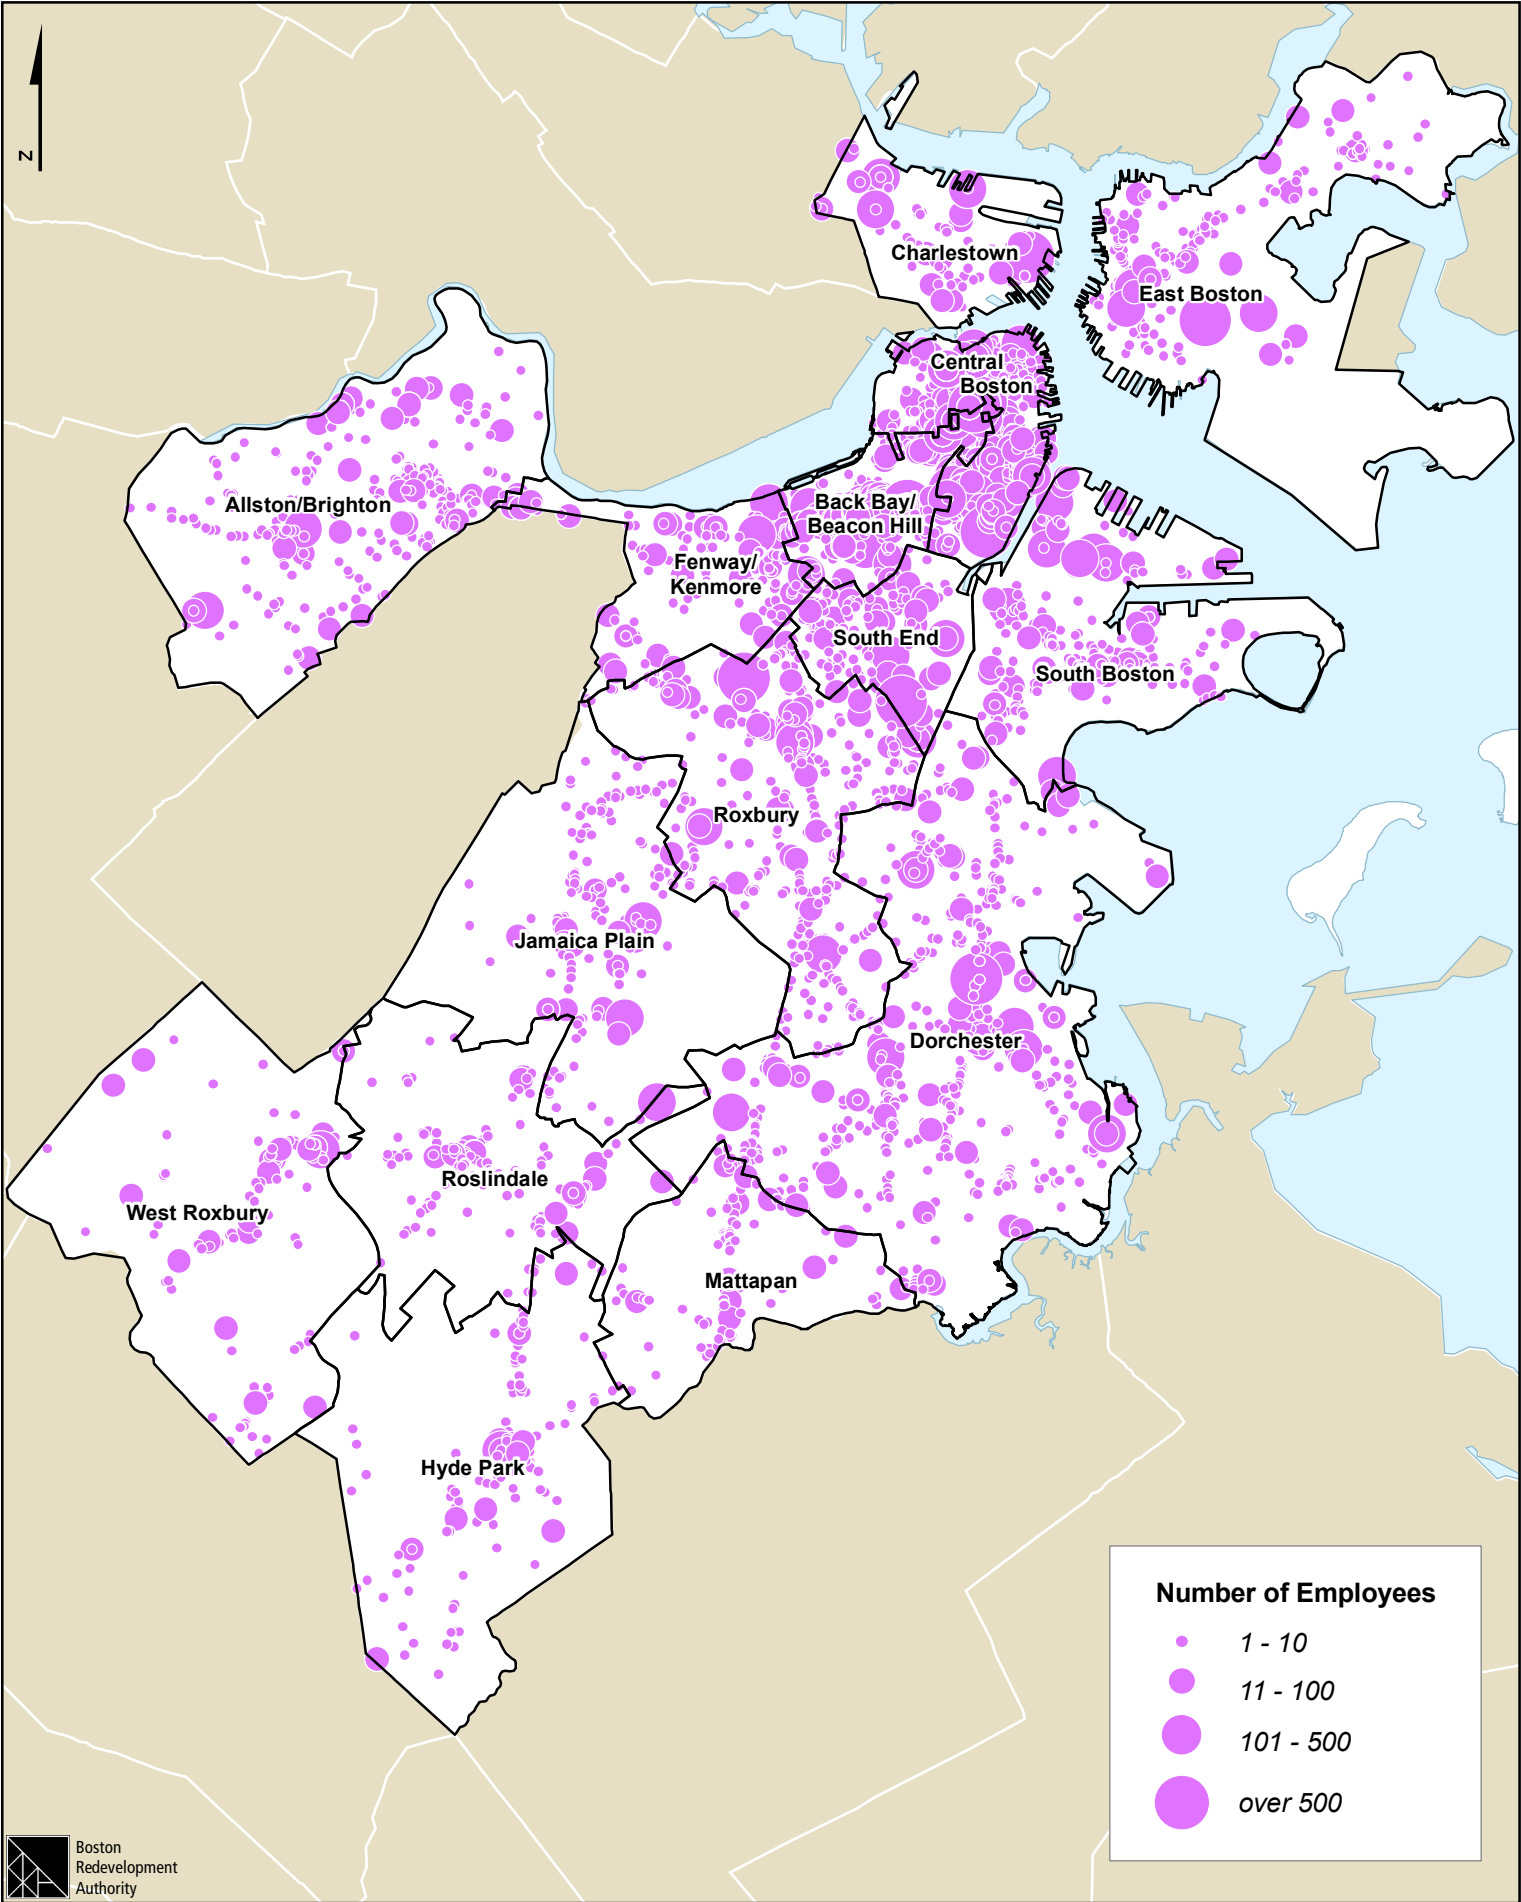 N
Charlestown
East Boston
Central
Boston
Allston/Brighton
Back Bay/
Beacon Hill
Fenway/
Kenmore
South End
South Boston
Roxbury
Jamaica Plain
Dorchester
Roslindale
West Roxbury
Mattapan
Hyde Park
Number of Employees
1 - 10
11 - 100
101 - 500
over 500
Boston
Redevelopment
Authority